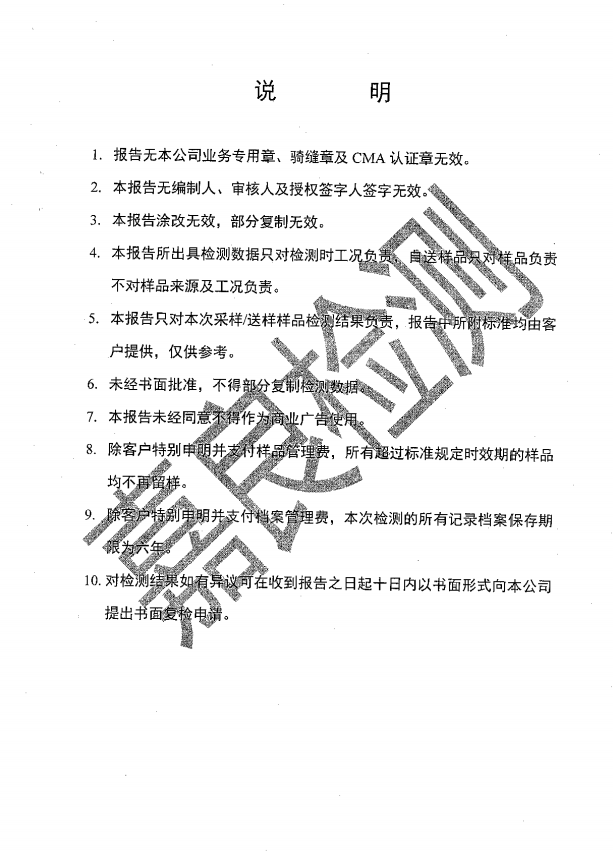 说 明
1. 报告无本公司业务专用章、骑缝章及 CMA 认证章无效。
2. 本报告无编制人、审核人及授权签字人签字无效。
3. 本报告涂改无效，部分复制无效。
4. 本报告所出具检测数据只对检测时工况负责，自送样品只对样品负责
不对样品来源及工况负责。
5. 本报告只对本次采样/送样样品检测结果负责，报告中所附标准均由客
户提供，仅供参考。
6. 未经书面批准，不得部分复制检测数据。
7. 本报告未经同意不得作为商业广告使用。
8. 除客户特别申明并支付样品管理费，所有超过标准规定时效期的样品
均不再留样。
9. 除客户特别申明并支付档案管理费，本次检测的所有记录档案保存期
限为六年。
10. 对检测结果如有异议可在收到报告之日起十日内以书面形式向本公司
提出书面复检申请。
嘉良检测